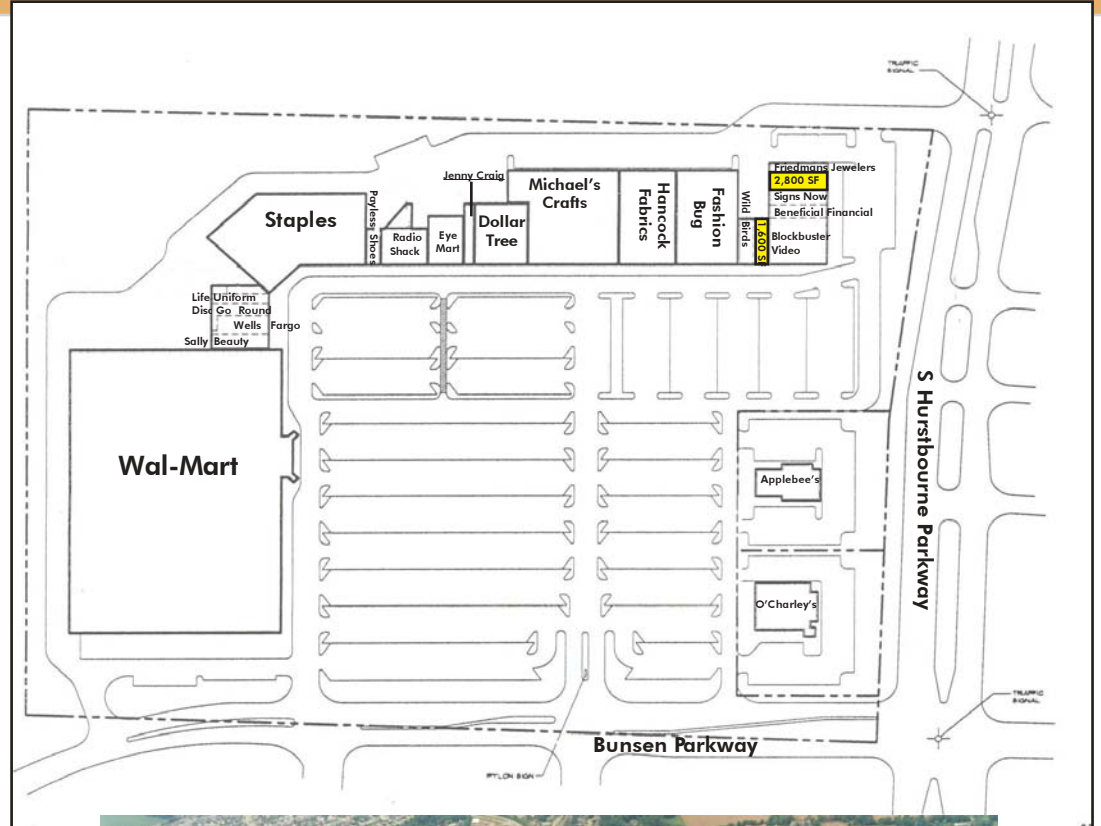 TRAFFIC
SIGNAL
Friedmans Jewelers
2,800 SF
Signs Now
Beneficial Financial
Blockbuster
Video
1,600 SF
Wild Birds
Fashion
Bug
Hancock
Fabrics
Michael's
Crafts
Jenny Craig
Dollar
Tree
Eye
Mart
Radio
Shack
Payless Shoes
Staples
Life Uniform
Disc Go Round
Wells Fargo
Sally Beauty
Wal-Mart
Applebee's
O'Charley's
S Hurstbourne Parkway
TRAFFIC
SIGNAL
Bunsen Parkway
PYLON SIGN